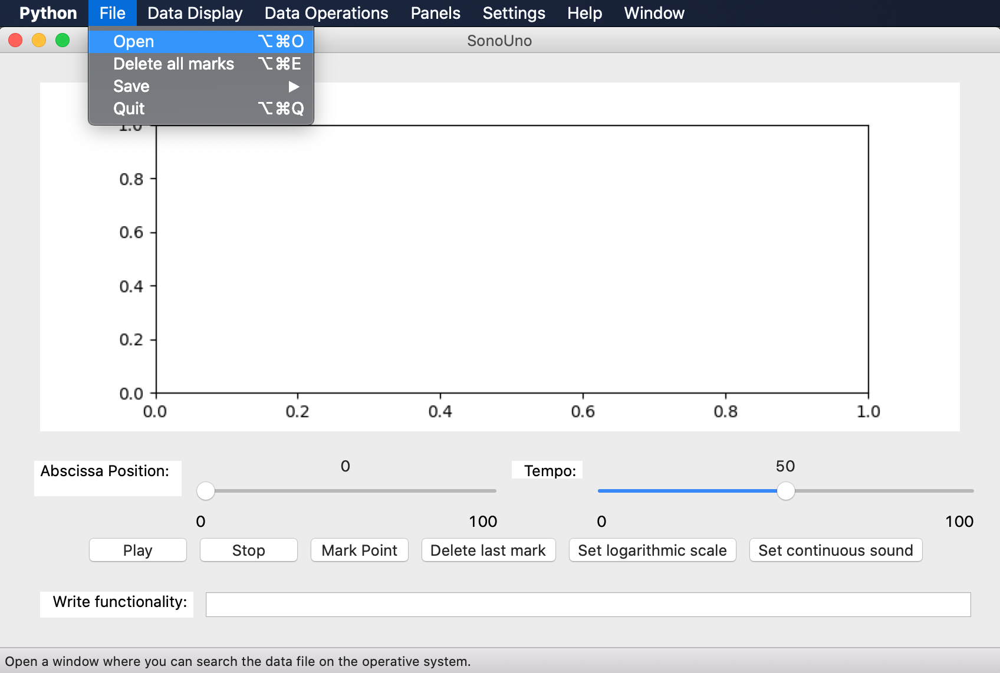 Python File Data Display Data Operations Panels Settings Help Window
SonoUno
Open ⌥⌘O
Delete all marks ⌥⌘E
Save ▶
Quit ⌥⌘Q
1.0
0.8
0.6
0.4
0.2
0.0
0.0 0.2 0.4 0.6 0.8 1.0
Abscissa Position: 0 Tempo: 50
0 100 0 100
Play Stop Mark Point Delete last mark Set logarithmic scale Set continuous sound
Write functionality:
Open a window where you can search the data file on the operative system.